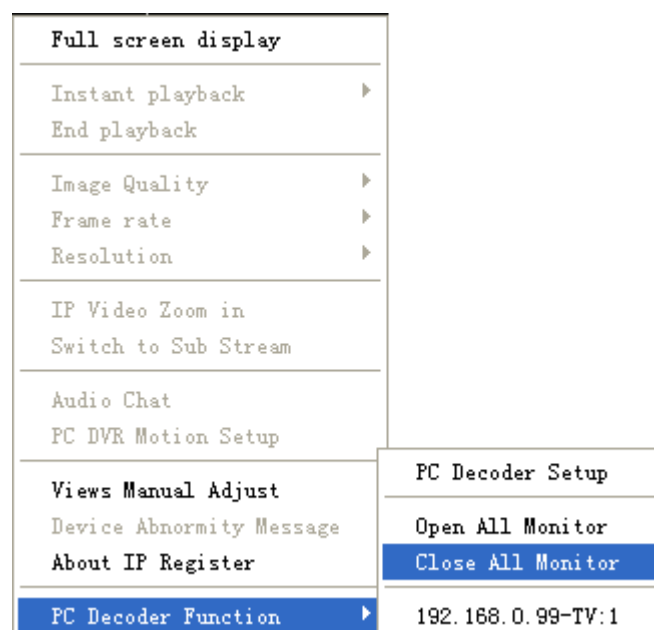 Full screen display
Instant playback
End playback
Image Quality
Frame rate
Resolution
IP Video Zoom in
Switch to Sub Stream
Audio Chat
PC DVR Motion Setup
Views Manual Adjust
Device Abnormity Message
About IP Register
PC Decoder Function
PC Decoder Setup
Open All Monitor
Close All Monitor
192.168.0.99-TV:1